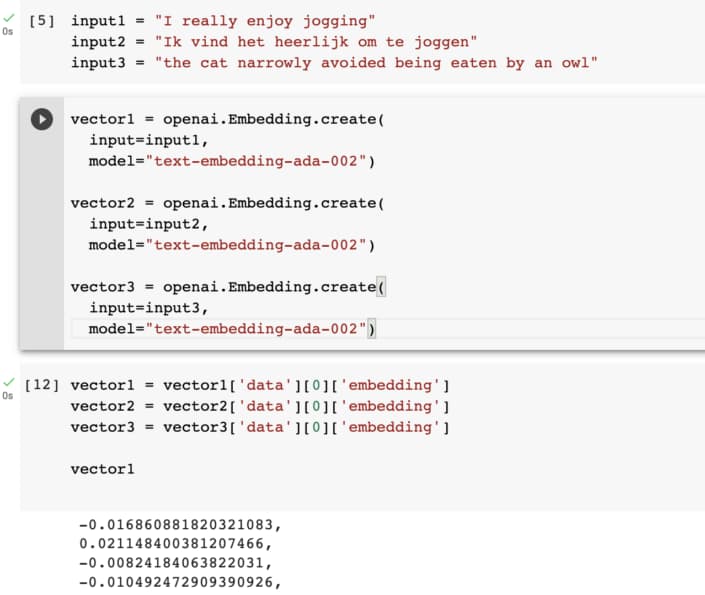 [5] input1 = "I really enjoy jogging"
0s
input2 = "Ik vind het heerlijk om te joggen"
input3 = "the cat narrowly avoided being eaten by an owl"
vector1 = openai.Embedding.create(
input=input1,
model="text-embedding-ada-002")
vector2 = openai.Embedding.create(
input=input2,
model="text-embedding-ada-002")
vector3 = openai.Embedding.create(
input=input3,
model="text-embedding-ada-002")
[12] vector1 = vector1['data'][0]['embedding']
0s
vector2 = vector2['data'][0]['embedding']
vector3 = vector3['data'][0]['embedding']
vector1
-0.016860881820321083,
0.021148400381207466,
-0.00824184063822031,
-0.010492472909390926,